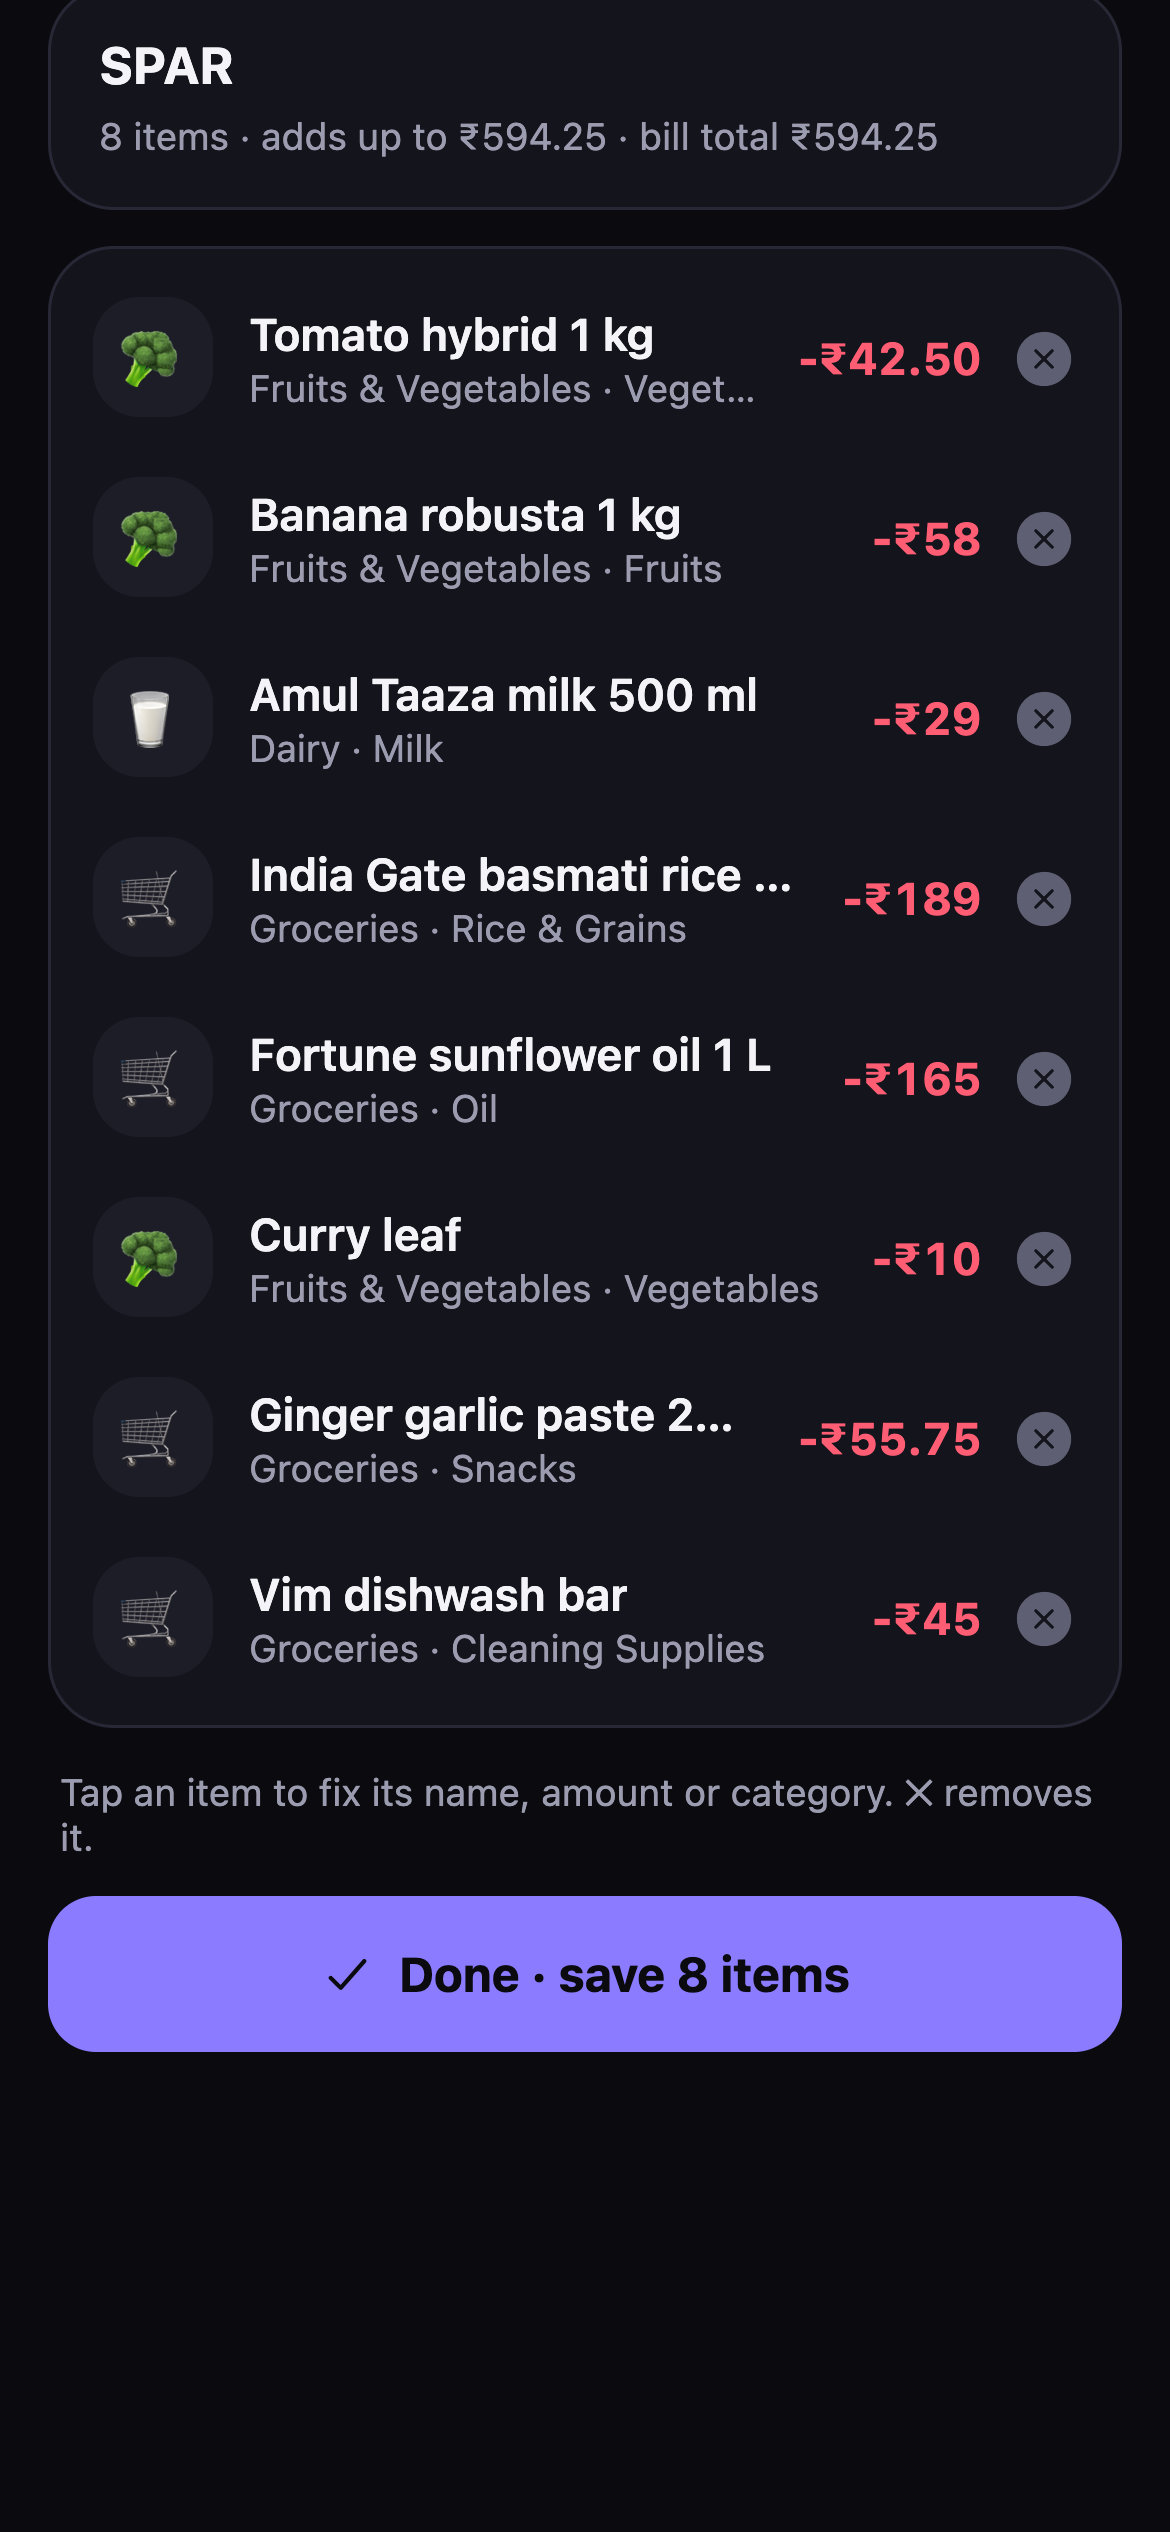 SPAR
8 items · adds up to ₹594.25 · bill total ₹594.25
Tomato hybrid 1 kg
Fruits & Vegetables · Veget...
-₹42.50
Banana robusta 1 kg
Fruits & Vegetables · Fruits
-₹58
Amul Taaza milk 500 ml
Dairy · Milk
-₹29
India Gate basmati rice ...
Groceries · Rice & Grains
-₹189
Fortune sunflower oil 1 L
Groceries · Oil
-₹165
Curry leaf
Fruits & Vegetables · Vegetables
-₹10
Ginger garlic paste 2...
Groceries · Snacks
-₹55.75
Vim dishwash bar
Groceries · Cleaning Supplies
-₹45
Tap an item to fix its name, amount or category. ✕ removes
it.
✓ Done · save 8 items